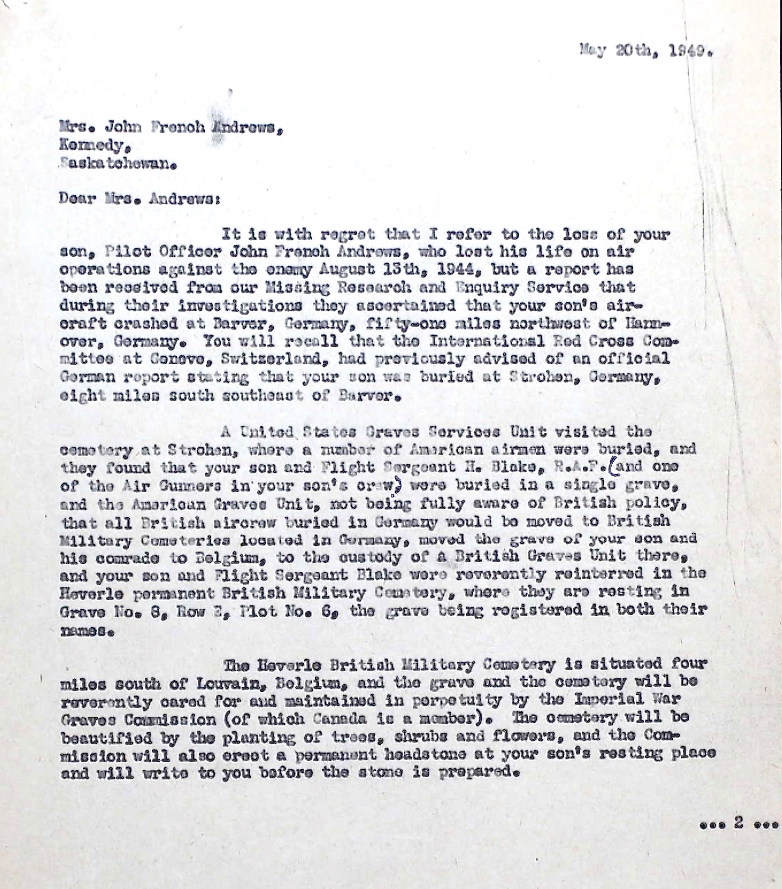 May 20th, 1949.
Mrs. John French Andrews,
Kennedy,
Saskatchewan.
Dear Mrs. Andrews:
It is with regret that I refer to the loss of your
son, Pilot Officer John French Andrews, who lost his life on air
operations against the enemy August 13th, 1944, but a report has
been received from our Missing Research and Enquiry Service that
during their investigations they ascertained that your son's air-
craft crashed at Barver, Germany, fifty-one miles northwest of Hann-
over, Germany. You will recall that the International Red Cross Com-
mittee at Geneve, Switzerland, had previously advised of an official
German report stating that your son was buried at Strohen, Germany,
eight miles south southeast of Barver.
A United States Graves Services Unit visited the
cemetery at Strohen, where a number of American airmen were buried, and
they found that your son and Flight Sergeant H. Blake, R.A.F.(and one
of the Air Gunners in your son's crew) were buried in a single grave,
and the American Graves Unit, not being fully aware of British policy,
that all British aircrew buried in Germany would be moved to British
Military Cemeteries located in Germany, moved the grave of your son and
his comrade to Belgium, to the custody of a British Graves Unit there,
and your son and Flight Sergeant Blake were reverently reinterred in the
Heverle permanent British Military Cemetery, where they are resting in
Grave No. 8, Row E, Plot No. 6, the grave being registered in both their
names.
The Heverle British Military Cemetery is situated four
miles south of Louvain, Belgium, and the grave and the cemetery will be
reverently cared for and maintained in perpetuity by the Imperial War
Graves Commission (of which Canada is a member). The cemetery will be
beautified by the planting of trees, shrubs and flowers, and the Com-
mission will also erect a permanent headstone at your son's resting place
and will write to you before the stone is prepared.
... 2 ...